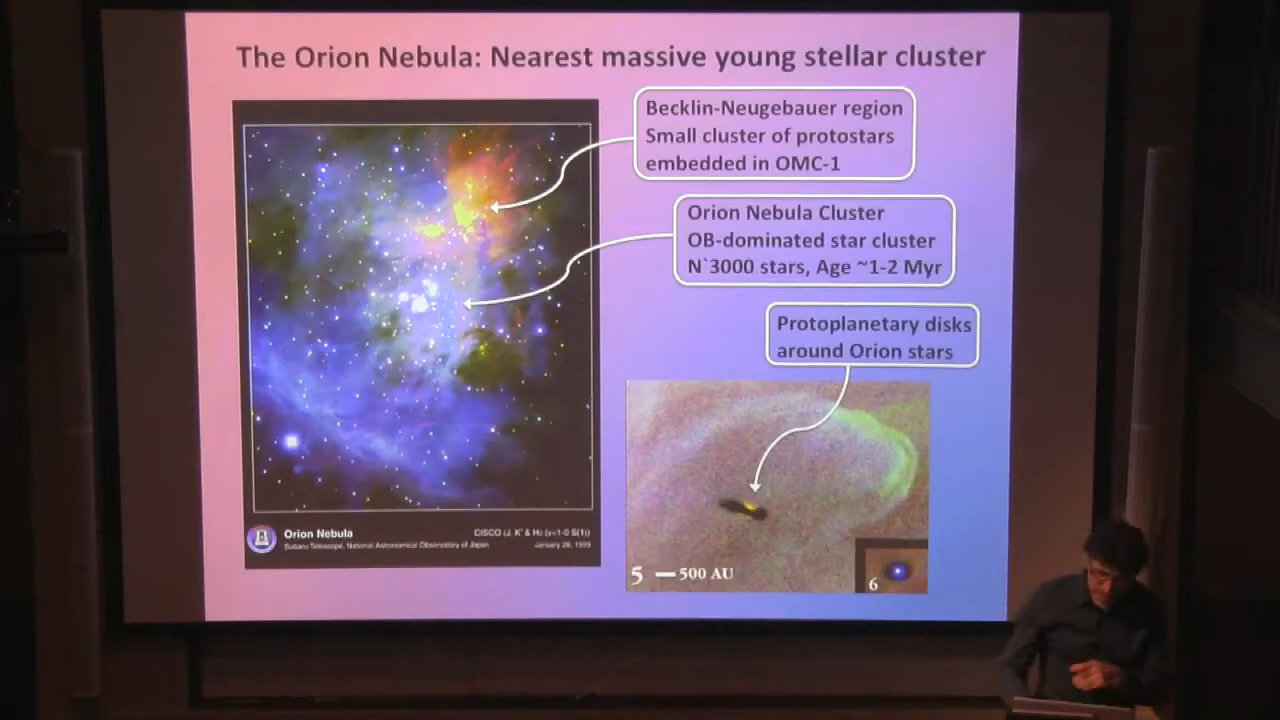 The Orion Nebula: Nearest massive young stellar cluster
Becklin-Neugebauer region
Small cluster of protostars
embedded in OMC-1
Orion Nebula Cluster
OB-dominated star cluster
N`3000 stars, Age ~1-2 Myr
Protoplanetary disks
around Orion stars
Orion Nebula
CISCO (J, K' & H2 (v=1-0 S(1))
Subaru Telescope, National Astronomical Observatory of Japan
January 28, 1999
5
500 AU
6